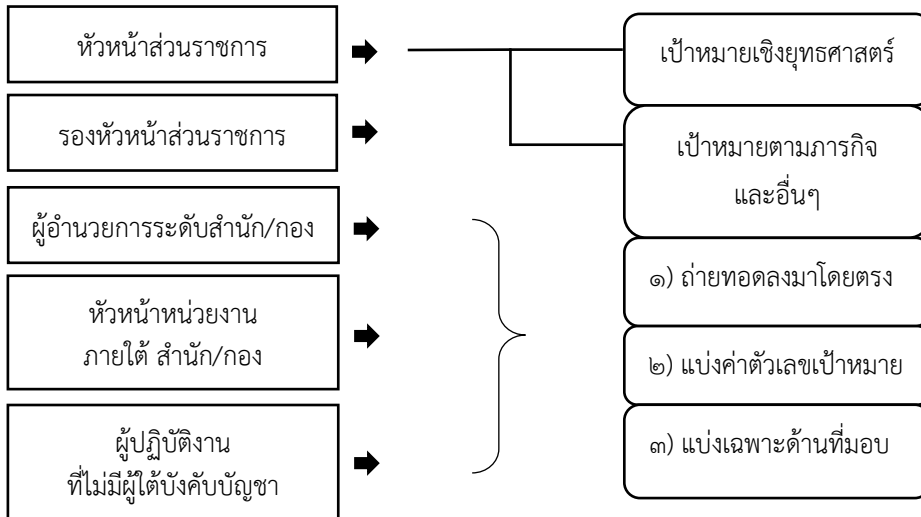 หัวหน้าส่วนราชการ
รองหัวหน้าส่วนราชการ
ผู้อำนวยการระดับสำนัก/กอง
หัวหน้าหน่วยงาน
ภายใต้ สำนัก/กอง
ผู้ปฏิบัติงาน
ที่ไม่มีผู้ใต้บังคับบัญชา
เป้าหมายเชิงยุทธศาสตร์
เป้าหมายตามภารกิจ
และอื่นๆ
๑) ถ่ายทอดลงมาโดยตรง
๒) แบ่งค่าตัวเลขเป้าหมาย
๓) แบ่งเฉพาะด้านที่มอบ